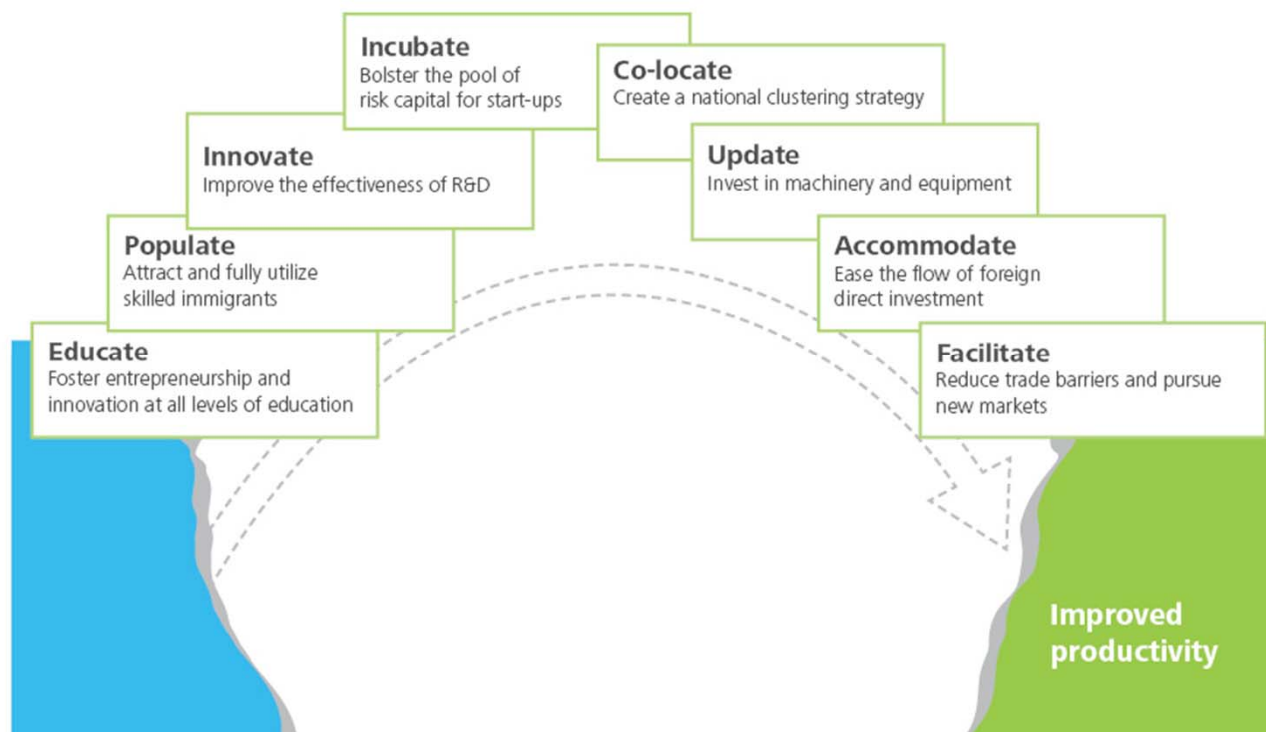 Incubate
Bolster the pool of
risk capital for start-ups
Co-locate
Create a national clustering strategy
Innovate
Improve the effectiveness of R&D
Update
Invest in machinery and equipment
Populate
Attract and fully utilize
skilled immigrants
Accommodate
Ease the flow of foreign
direct investment
Educate
Foster entrepreneurship and
innovation at all levels of education
Facilitate
Reduce trade barriers and pursue
new markets
Improved
productivity